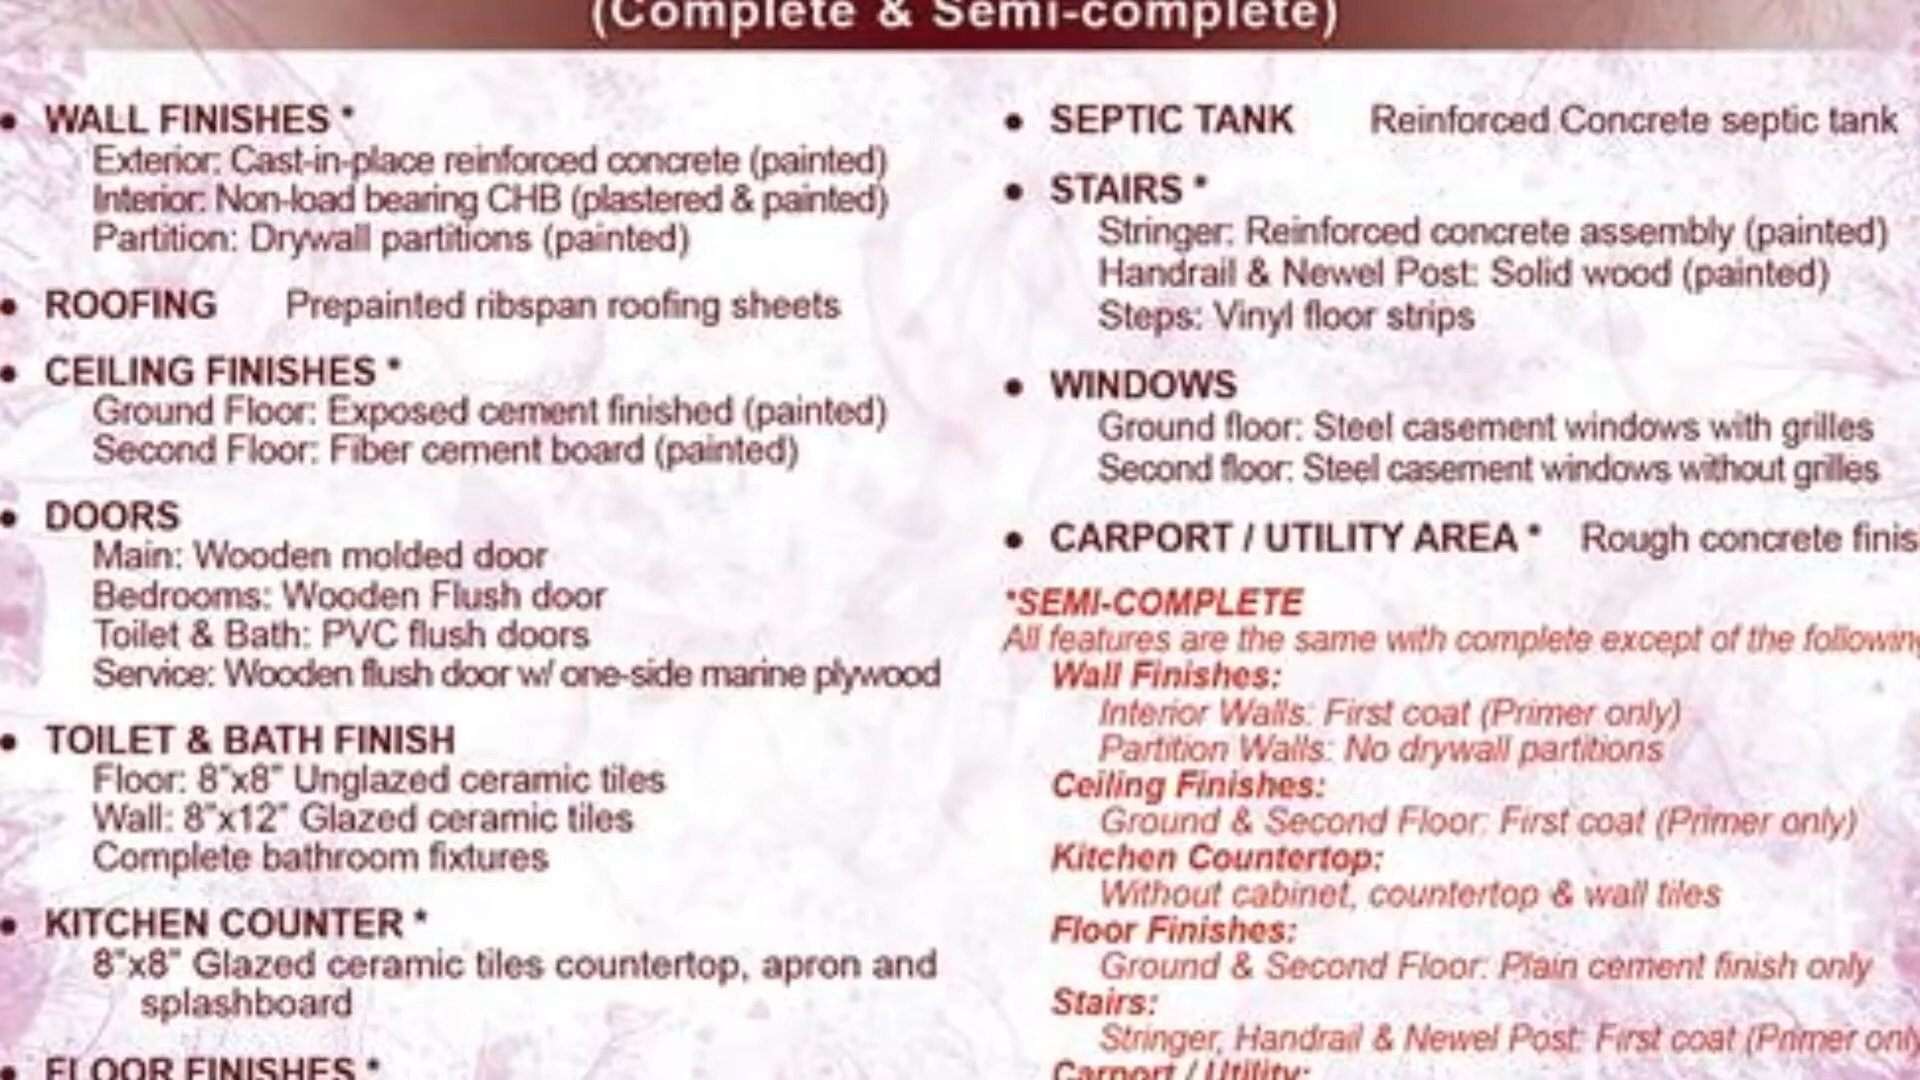 (Complete & Semi-complete)
• WALL FINISHES *
Exterior: Cast-in-place reinforced concrete (painted)
Interior: Non-load bearing CHB (plastered & painted)
Partition: Drywall partitions (painted)
• ROOFING Prepainted ribspan roofing sheets
• CEILING FINISHES *
Ground Floor: Exposed cement finished (painted)
Second Floor: Fiber cement board (painted)
• DOORS
Main: Wooden molded door
Bedrooms: Wooden Flush door
Toilet & Bath: PVC flush doors
Service: Wooden flush door w/ one-side marine plywood
• TOILET & BATH FINISH
Floor: 8"x8" Unglazed ceramic tiles
Wall: 8"x12" Glazed ceramic tiles
Complete bathroom fixtures
• KITCHEN COUNTER *
8"x8" Glazed ceramic tiles countertop, apron and
splashboard
• FLOOR FINISHES *
• SEPTIC TANK Reinforced Concrete septic tank
• STAIRS *
Stringer: Reinforced concrete assembly (painted)
Handrail & Newel Post: Solid wood (painted)
Steps: Vinyl floor strips
• WINDOWS
Ground floor: Steel casement windows with grilles
Second floor: Steel casement windows without grilles
• CARPORT / UTILITY AREA * Rough concrete finis
*SEMI-COMPLETE
All features are the same with complete except of the following
Wall Finishes:
Interior Walls: First coat (Primer only)
Partition Walls: No drywall partitions
Ceiling Finishes:
Ground & Second Floor: First coat (Primer only)
Kitchen Countertop:
Without cabinet, countertop & wall tiles
Floor Finishes:
Ground & Second Floor: Plain cement finish only
Stairs:
Stringer, Handrail & Newel Post: First coat (Primer only
Carport / Utility: